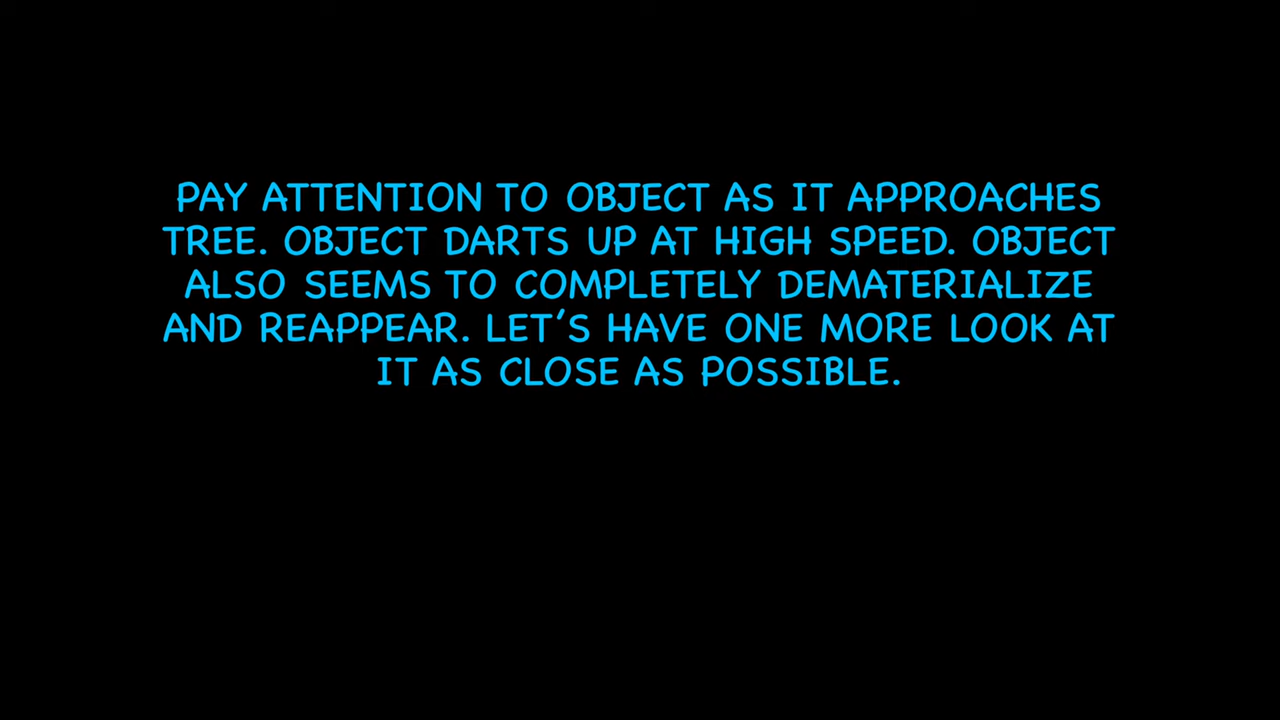 PAY ATTENTION TO OBJECT AS IT APPROACHES
TREE. OBJECT DARTS UP AT HIGH SPEED. OBJECT
ALSO SEEMS TO COMPLETELY DEMATERIALIZE
AND REAPPEAR. LET'S HAVE ONE MORE LOOK AT
IT AS CLOSE AS POSSIBLE.